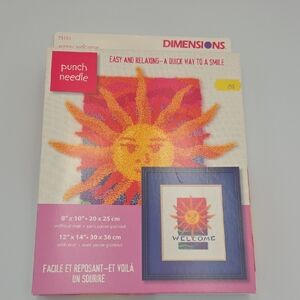 73151
DIMENSIONS
punch
needle
EASY AND RELAXING—A QUICK WAY TO A SMILE
8" x 10" • 20 x 25 cm
12" x 14" • 30 x 36 cm
WELCOME
FACILE ET REPOSANT—ET VOILÀ
UN SOURIRE